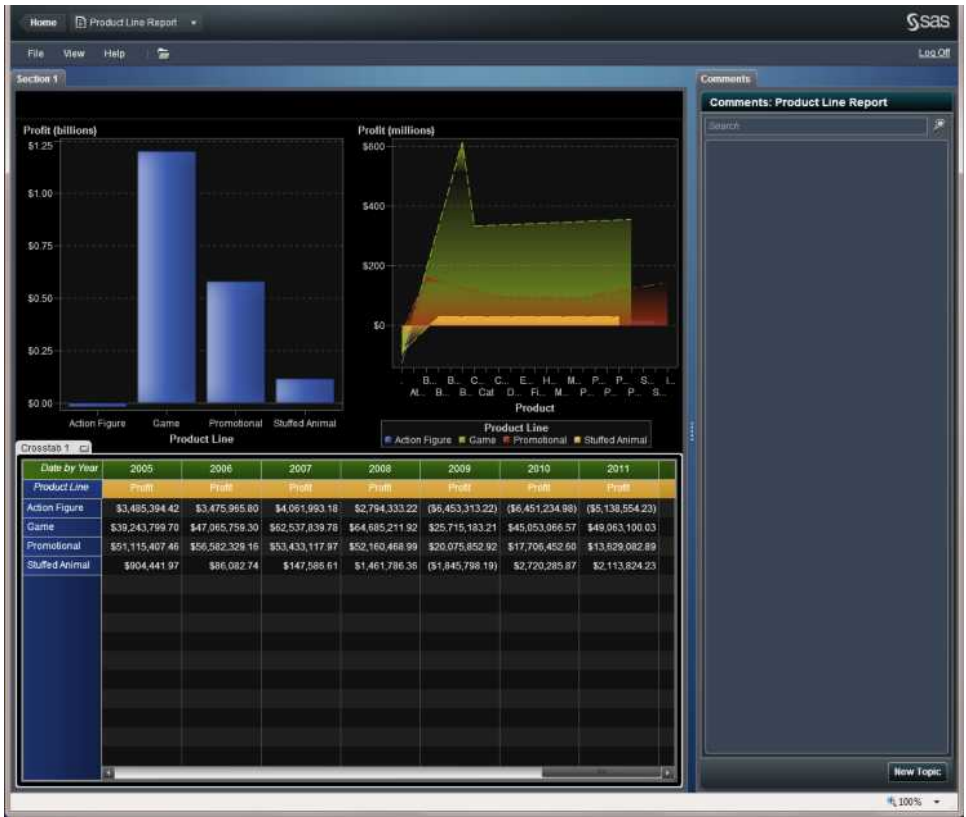 Home Product Line Report
sas
File View Help
Log Off
Section 1
Comments
Comments: Product Line Report
Search
Profit (billions)
$1.25
$1.00
$0.75
$0.50
$0.25
$0.00
Action Figure Game Promotional Stuffed Animal
Product Line
Profit (millions)
$600
$400
$200
$0
. B... B... C... C... E... H... M... P... P... S... i...
At... B... B... Cat D... Fi... M... P... P... P... S...
Product
Product Line
Action Figure Game Promotional Stuffed Animal
Crosstab 1
Date by Year 2005 2006 2007 2008 2009 2010 2011
Product Line Profit Profit Profit Profit Profit Profit Profit
Action Figure $3,485,394.42 $3,475,965.80 $4,061,993.18 $2,794,333.22 ($6,453,313.22) ($6,451,234.98) ($5,138,554.23)
Game $39,243,799.70 $47,065,759.30 $62,537,839.78 $64,685,211.92 $25,715,183.21 $45,053,066.57 $49,063,100.03
Promotional $51,115,407.46 $56,582,329.16 $53,433,117.97 $52,160,468.99 $20,075,852.92 $17,706,452.60 $13,629,082.89
Stuffed Animal $904,441.97 $86,082.74 $147,586.61 $1,461,786.36 ($1,845,798.19) $2,720,285.87 $2,113,824.23
New Topic
100%